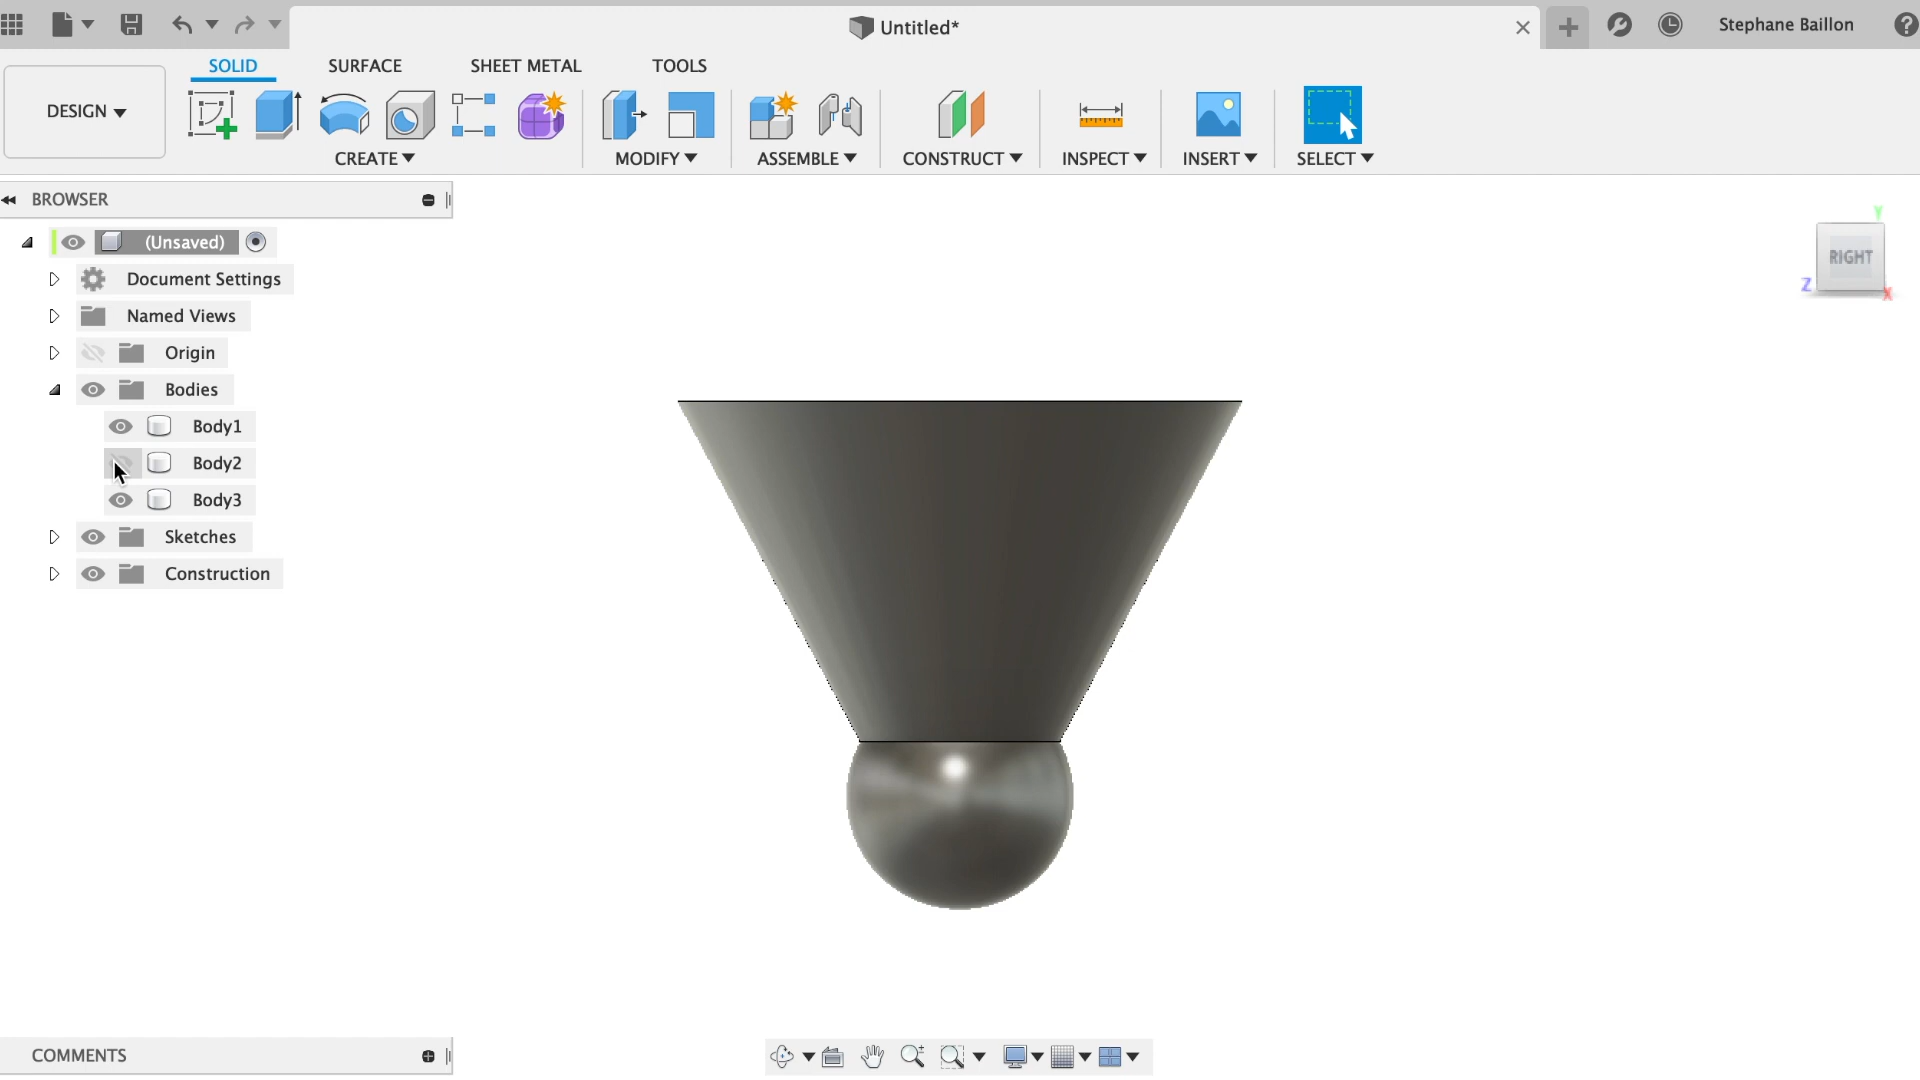 Untitled*
Stephane Baillon
DESIGN
SOLID
SURFACE
SHEET METAL
TOOLS
CREATE
MODIFY
ASSEMBLE
CONSTRUCT
INSPECT
INSERT
SELECT
BROWSER
(Unsaved)
Document Settings
Named Views
Origin
Bodies
Body1
Body2
Body3
Sketches
Construction
Y
RIGHT
Z
X
COMMENTS